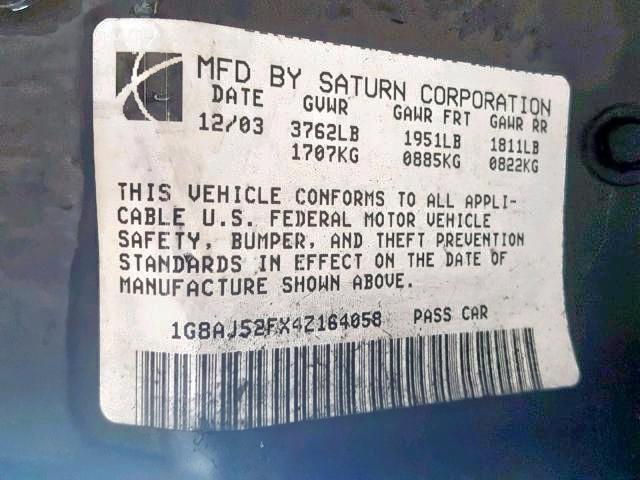 MFD BY SATURN CORPORATION
DATE GVWR GAWR FRT GAWR RR
12/03 3762LB 1951LB 1811LB
1707KG 0885KG 0822KG
THIS VEHICLE CONFORMS TO ALL APPLI-
CABLE U.S. FEDERAL MOTOR VEHICLE
SAFETY, BUMPER, AND THEFT PREVENTION
STANDARDS IN EFFECT ON THE DATE OF
MANUFACTURE SHOWN ABOVE.
1G8AJ52FX4Z164058 PASS CAR